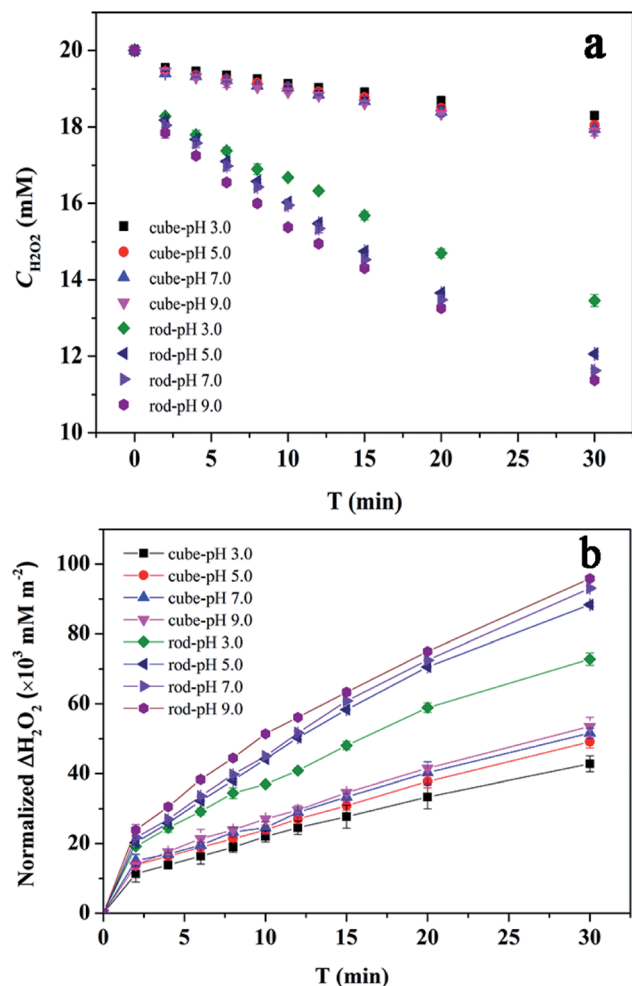 a
20
18
16
14
12
10
C_H2O2 (mM)
cube-pH 3.0
cube-pH 5.0
cube-pH 7.0
cube-pH 9.0
rod-pH 3.0
rod-pH 5.0
rod-pH 7.0
rod-pH 9.0
0 5 10 15 20 25 30
T (min)
b
100
80
60
40
20
0
Normalized ΔH₂O₂ (×10³ mM m⁻²)
cube-pH 3.0
cube-pH 5.0
cube-pH 7.0
cube-pH 9.0
rod-pH 3.0
rod-pH 5.0
rod-pH 7.0
rod-pH 9.0
0 5 10 15 20 25 30
T (min)